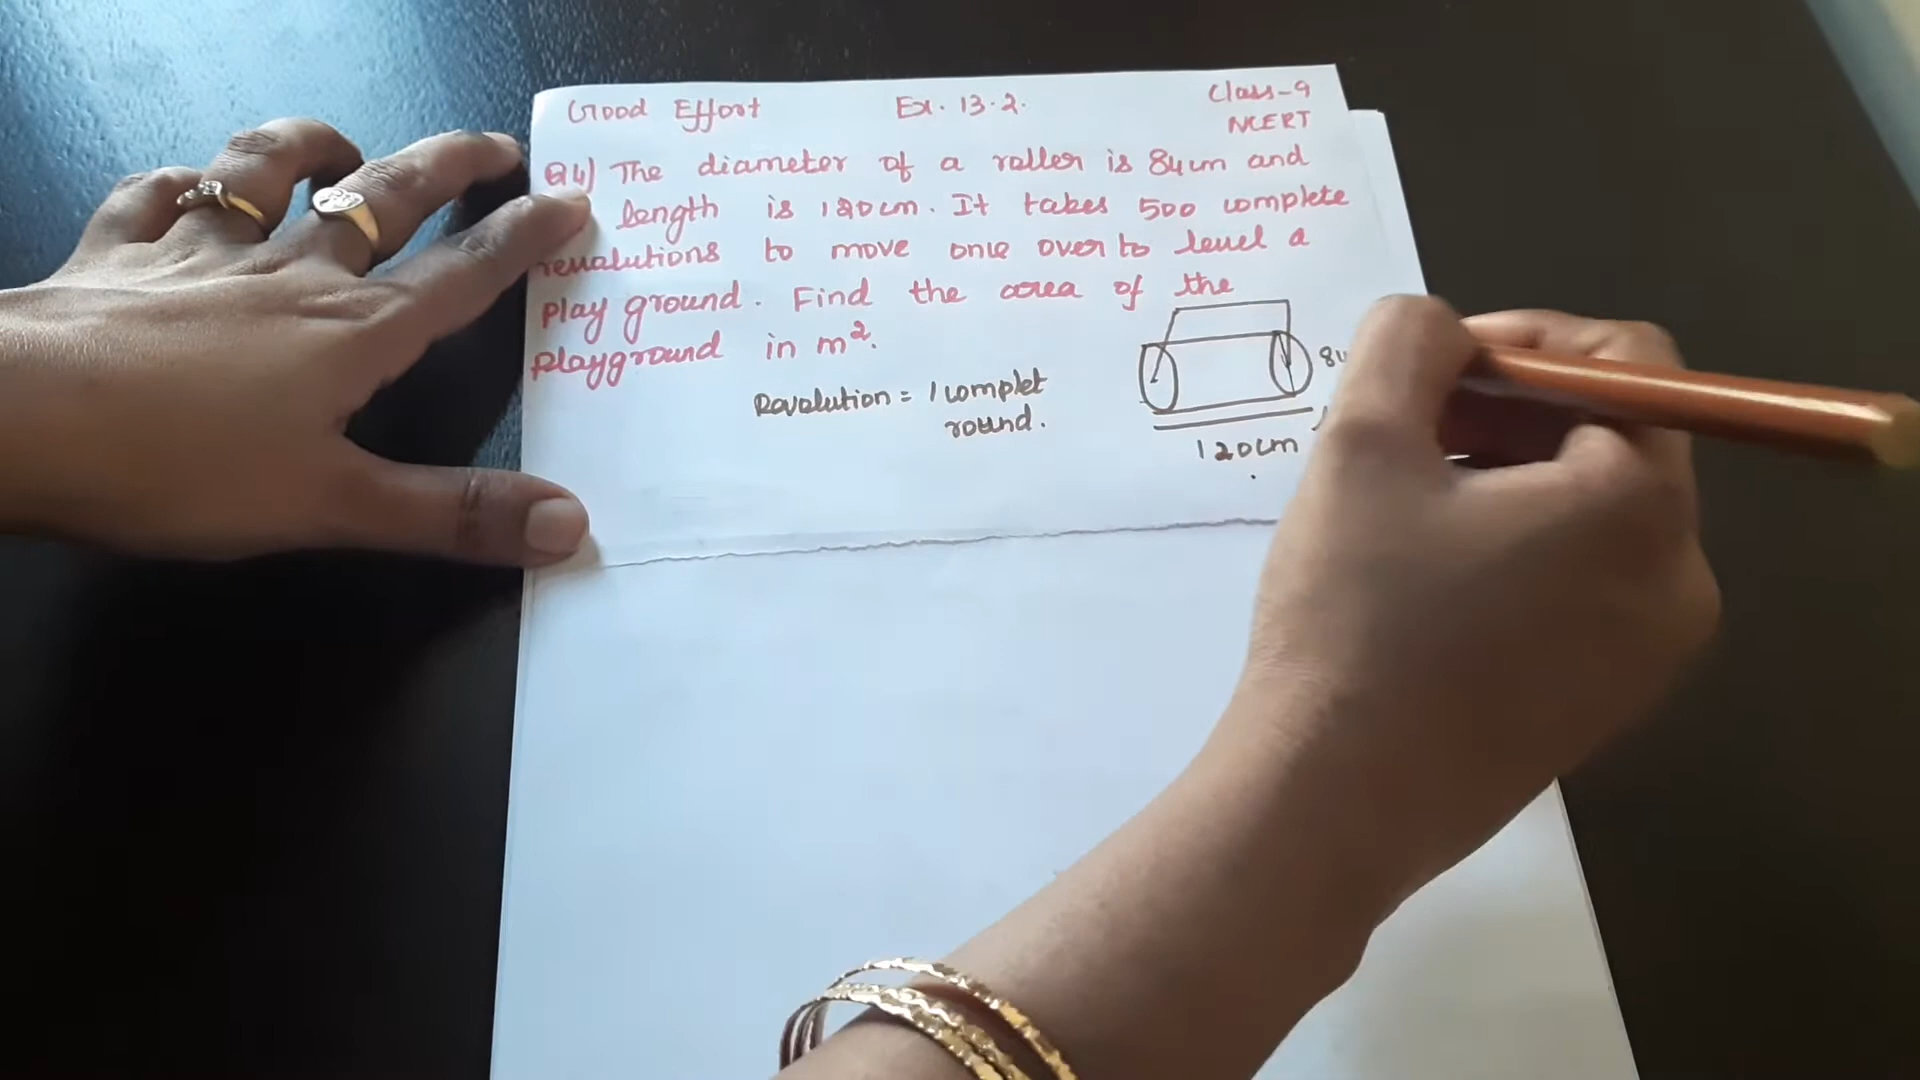 Good Effort Ex. 13.2. Class-9
NCERT
Q4) The diameter of a roller is 84cm and
length is 120cm. It takes 500 complete
revolutions to move once over to level a
play ground. Find the area of the
playground in m².
Revolution = 1 complet
round.
84
120cm